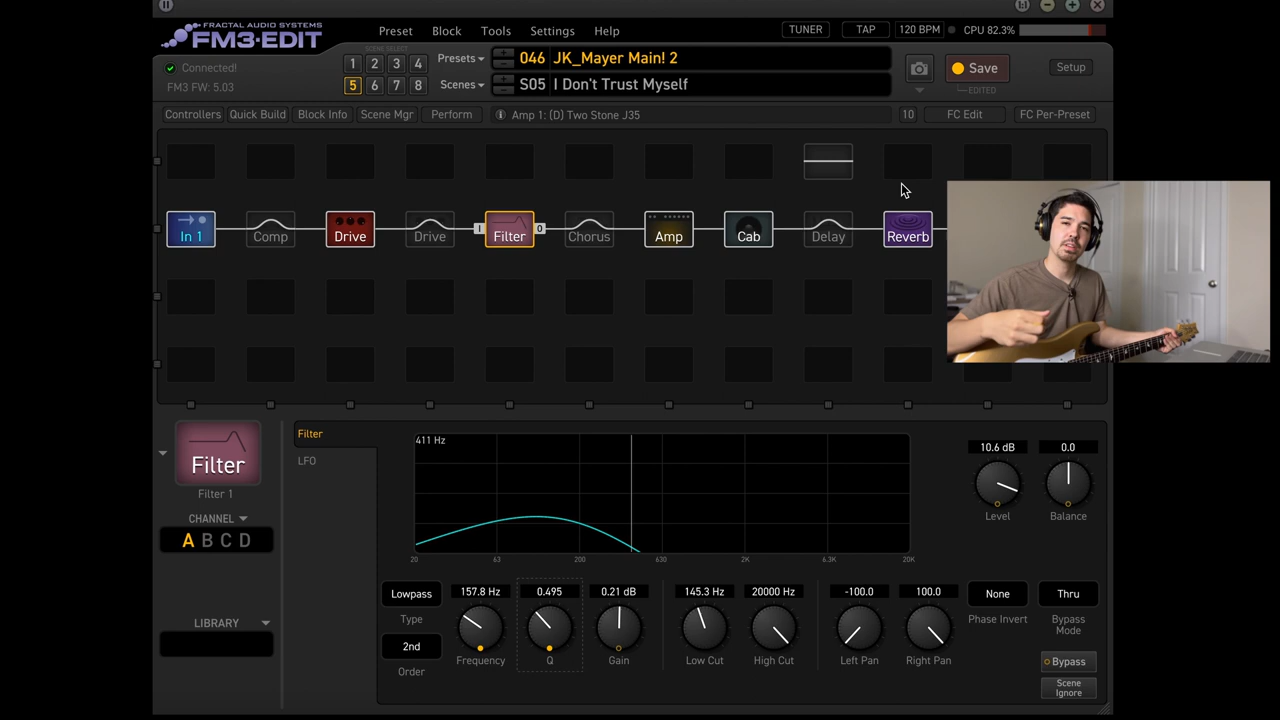 FRACTAL AUDIO SYSTEMS
FM3-EDIT
Preset Block Tools Settings Help
TUNER TAP 120 BPM CPU 82.3%
SCENE SELECT
1 2 3 4
5 6 7 8
Connected!
FM3 FW: 5.03
Presets 046 JK_Mayer Main! 2
Scenes S05 I Don't Trust Myself
Save
EDITED
Setup
Controllers Quick Build Block Info Scene Mgr Perform Amp 1: (D) Two Stone J35 10 FC Edit FC Per-Preset
In 1 Comp Drive Drive I Filter O Chorus Amp Cab Delay Reverb
Filter
Filter 1
CHANNEL
A B C D
LIBRARY
Filter
LFO
411 Hz
20 63 200 630 2K 6.3K 20K
10.6 dB 0.0
Level Balance
Lowpass
Type
2nd
Order
157.8 Hz 0.495 0.21 dB 145.3 Hz 20000 Hz -100.0 100.0
Frequency Q Gain Low Cut High Cut Left Pan Right Pan
None
Phase Invert
Thru
Bypass
Mode
Bypass
Scene
Ignore